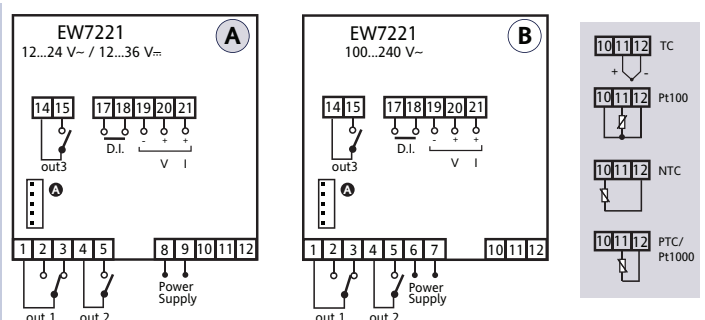 EW7221
12...24 V~ / 12...36 V⎓
A
14 15
17 18 19 20 21
- + +
D.I.
V I
out3
A
1 2 3 4 5
8 9 10 11 12
Power
Supply
out 1 out 2
EW7221
100...240 V~
B
14 15
17 18 19 20 21
- + +
D.I.
V I
out3
A
1 2 3 4 5 6 7
10 11 12
Power
Supply
out 1 out 2
10 11 12 TC
+ -
10 11 12 Pt100
10 11 12 NTC
10 11 12 PTC/
Pt1000